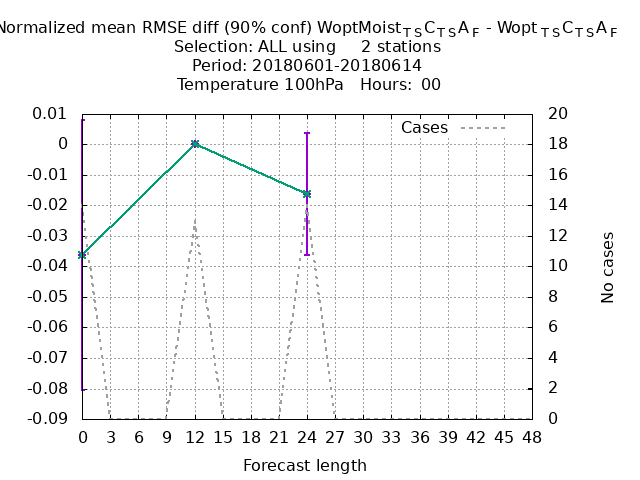 Normalized mean RMSE diff (90% conf) WoptMoist_TSC_TSA_F - Wopt_TSC_TSA_F
Selection: ALL using 2 stations
Period: 20180601-20180614
Temperature 100hPa Hours: 00
Cases
0.01
0
-0.01
-0.02
-0.03
-0.04
-0.05
-0.06
-0.07
-0.08
-0.09
20
18
16
14
12
10
8
6
4
2
0
No cases
0 3 6 9 12 15 18 21 24 27 30 33 36 39 42 45 48
Forecast length